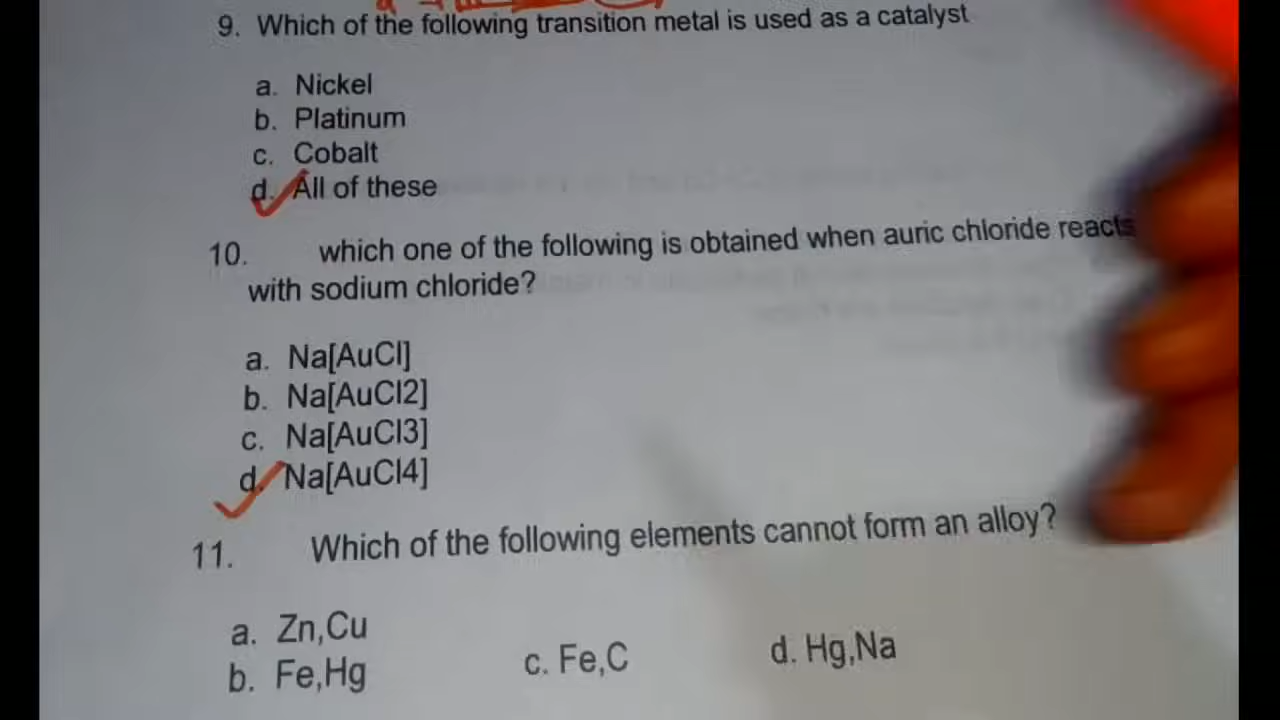 9. Which of the following transition metal is used as a catalyst
a. Nickel
b. Platinum
c. Cobalt
d. All of these
10. which one of the following is obtained when auric chloride reacts
with sodium chloride?
a. Na[AuCl]
b. Na[AuCl2]
c. Na[AuCl3]
d. Na[AuCl4]
11. Which of the following elements cannot form an alloy?
a. Zn,Cu
b. Fe,Hg
c. Fe,C
d. Hg,Na